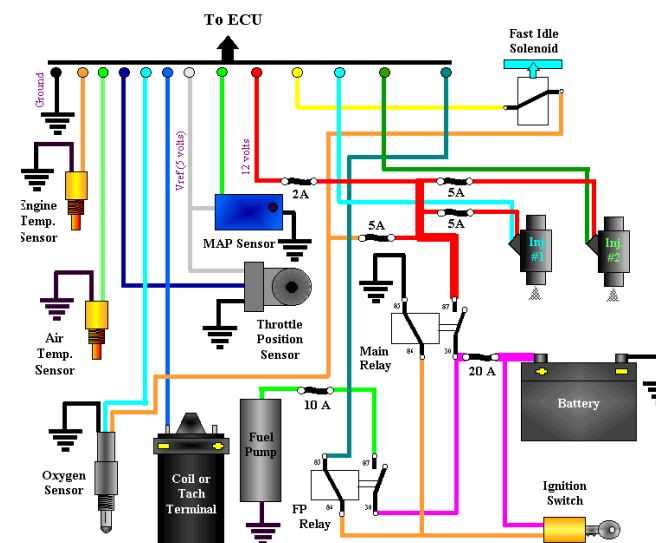 To ECU
Fast Idle
Solenoid
Ground
Vref (5 volts)
12 volts
2A
5A
5A
5A
Engine
Temp.
Sensor
MAP Sensor
Inj
#1
Inj.
#2
Air
Temp.
Sensor
Throttle
Position
Sensor
85
87
84
30
Main
Relay
20 A
Battery
10 A
Fuel
Pump
Oxygen
Sensor
Coil or
Tach
Terminal
85
87
84
30
FP
Relay
Ignition
Switch